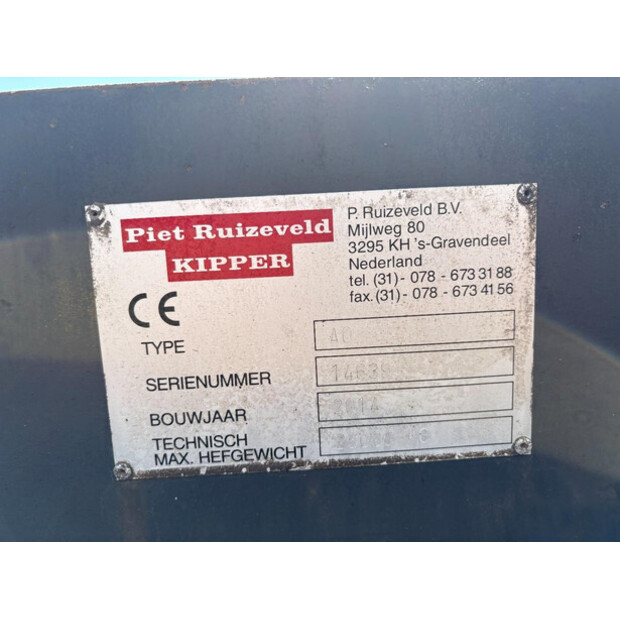 Piet Ruizeveld
KIPPER
P. Ruizeveld B.V.
Mijlweg 80
3295 KH 's-Gravendeel
Nederland
tel. (31)- 078 - 673 31 88
fax. (31)- 078 - 673 41 56
CE
TYPE
SERIENUMMER
BOUWJAAR
TECHNISCH
MAX. HEFGEWICHT